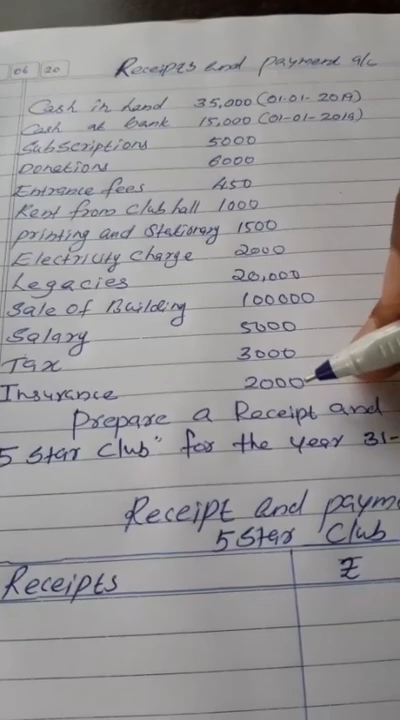 06 20
Receipts and payment a/c
Cash in hand 35,000 (01-01-2019)
Cash at bank 15,000 (01-01-2019)
Subscriptions 5000
Donations 6000
Entrance fees 450
Rent from Club hall 1000
printing and Stationary 1500
Electricity Charge 2000
Legacies 20,000
Sale of Building 100000
Salary 5000
Tax 3000
Insurance 2000
Prepare a Receipt and
5 Star Club" for the year 31-
Receipt and paym
5 Star Club
Receipts ₹